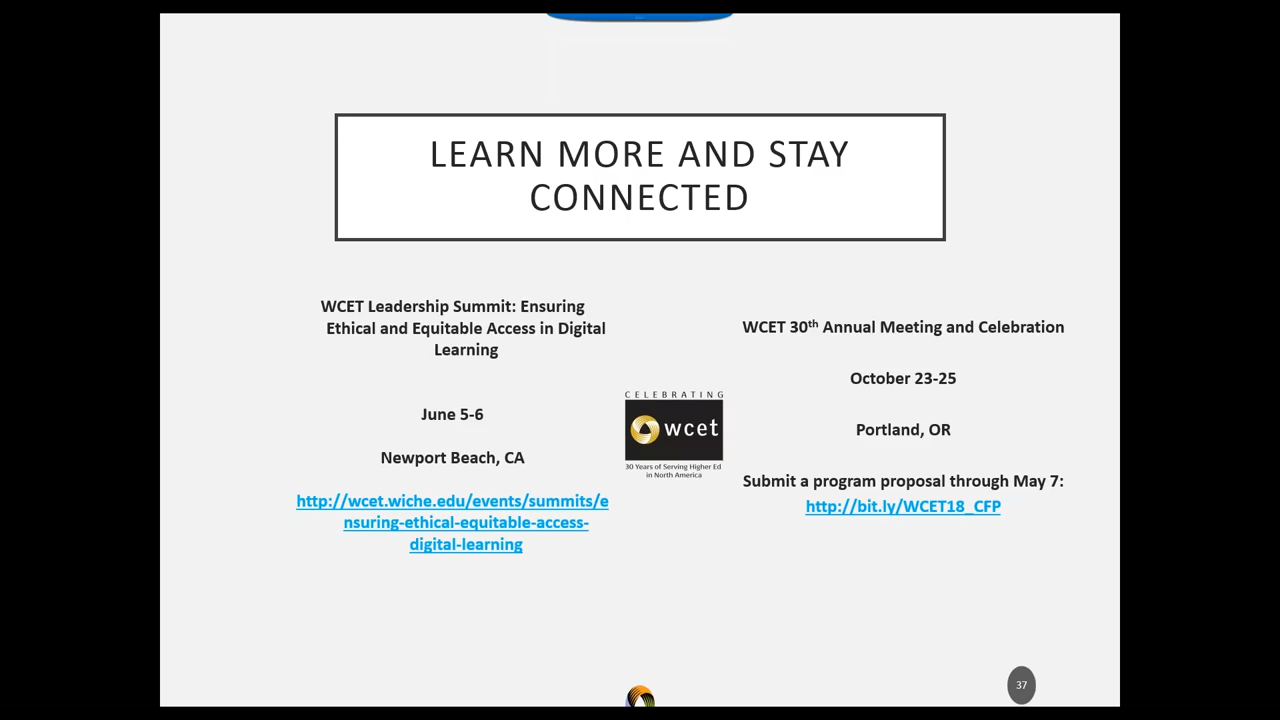 LEARN MORE AND STAY
CONNECTED
WCET Leadership Summit: Ensuring
Ethical and Equitable Access in Digital
Learning
June 5-6
Newport Beach, CA
http://wcet.wiche.edu/events/summits/e
nsuring-ethical-equitable-access-
digital-learning
CELEBRATING
wcet
30 Years of Serving Higher Ed
in North America
WCET 30th Annual Meeting and Celebration
October 23-25
Portland, OR
Submit a program proposal through May 7:
http://bit.ly/WCET18_CFP
37